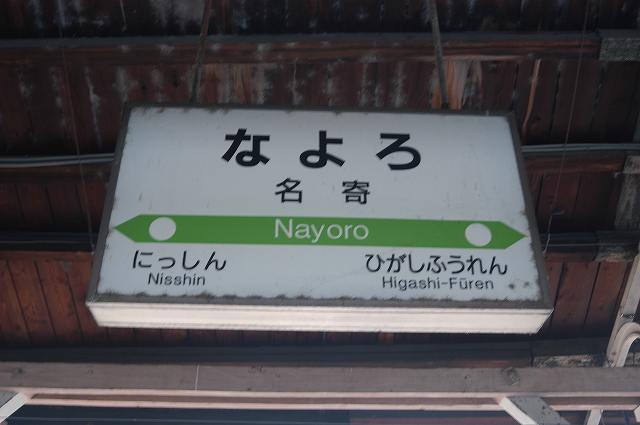 なよろ
名寄
Nayoro
にっしん ひがしふうれん
Nisshin Higashi-Fūren